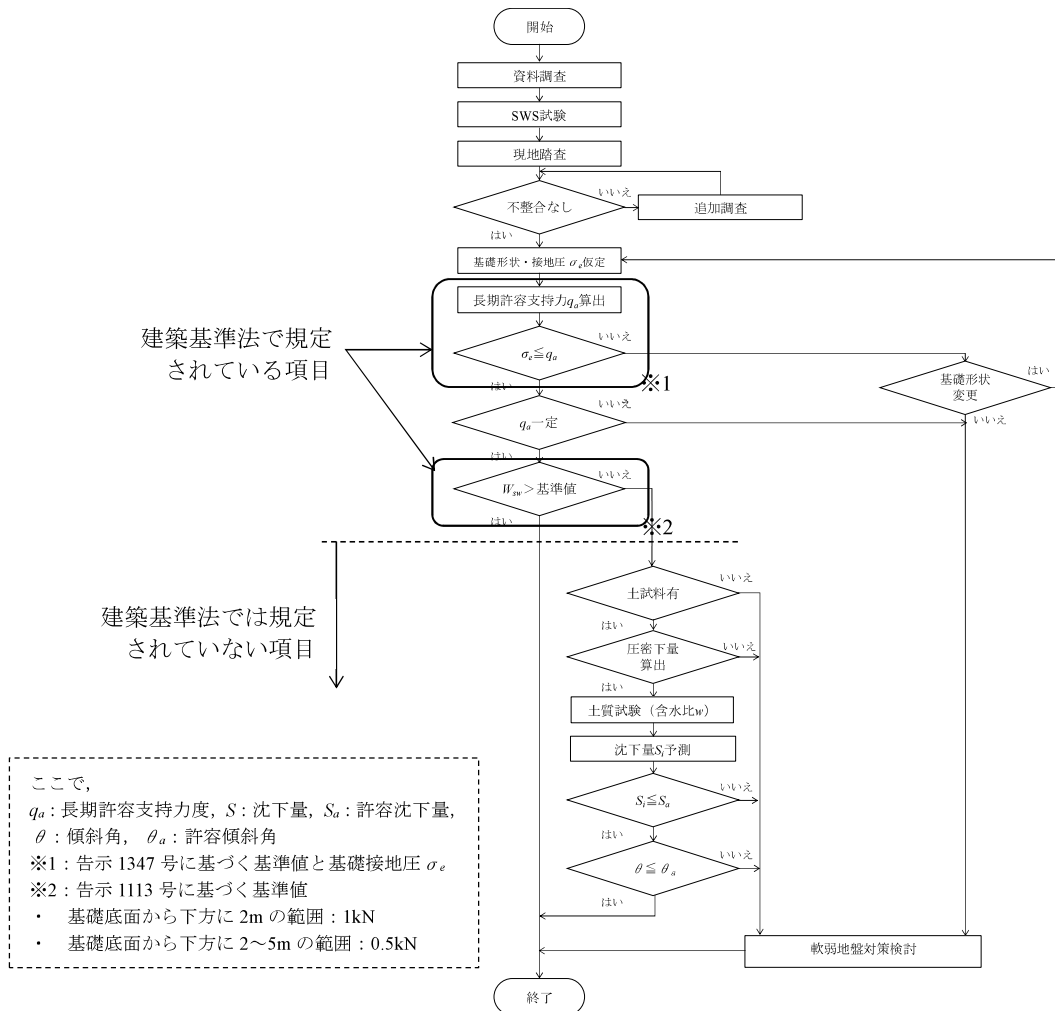 開始
資料調査
SWS試験
現地踏査
不整合なし
いいえ
追加調査
はい
基礎形状・接地圧 σe仮定
長期許容支持力qa算出
建築基準法で規定
されている項目
σe≦qa
いいえ
はい
※1
基礎形状
変更
はい
いいえ
qa一定
いいえ
はい
Wsw＞基準値
いいえ
はい
※2
建築基準法では規定
されていない項目
土試料有
いいえ
はい
圧密下量
算出
いいえ
はい
土質試験（含水比w）
沈下量Si予測
Si≦Sa
いいえ
はい
θ≦θa
いいえ
はい
軟弱地盤対策検討
終了
ここで，
qa：長期許容支持力度，S：沈下量，Sa：許容沈下量，
θ：傾斜角， θa：許容傾斜角
※1：告示 1347 号に基づく基準値と基礎接地圧 σe
※2：告示 1113 号に基づく基準値
・ 基礎底面から下方に 2m の範囲：1kN
・ 基礎底面から下方に 2～5m の範囲：0.5kN